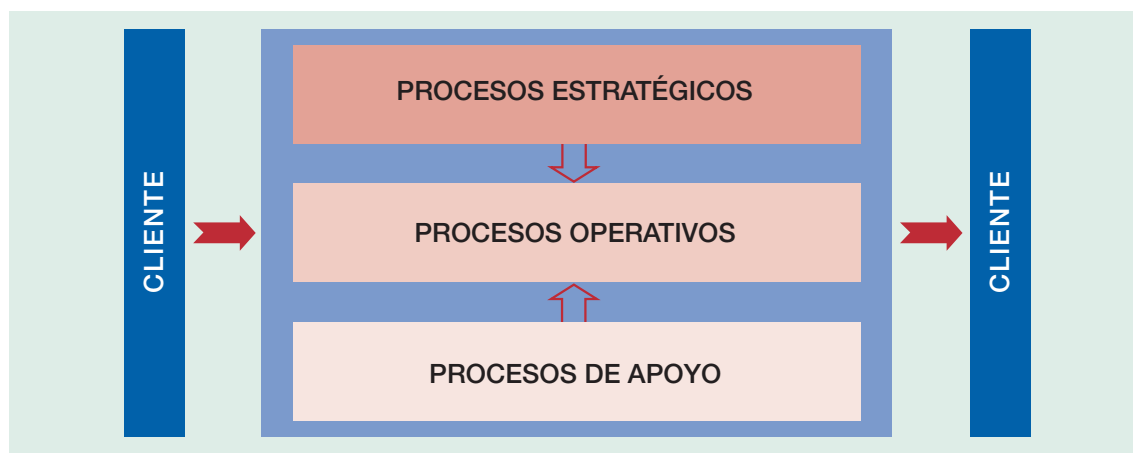 CLIENTE
PROCESOS ESTRATÉGICOS
PROCESOS OPERATIVOS
PROCESOS DE APOYO
CLIENTE